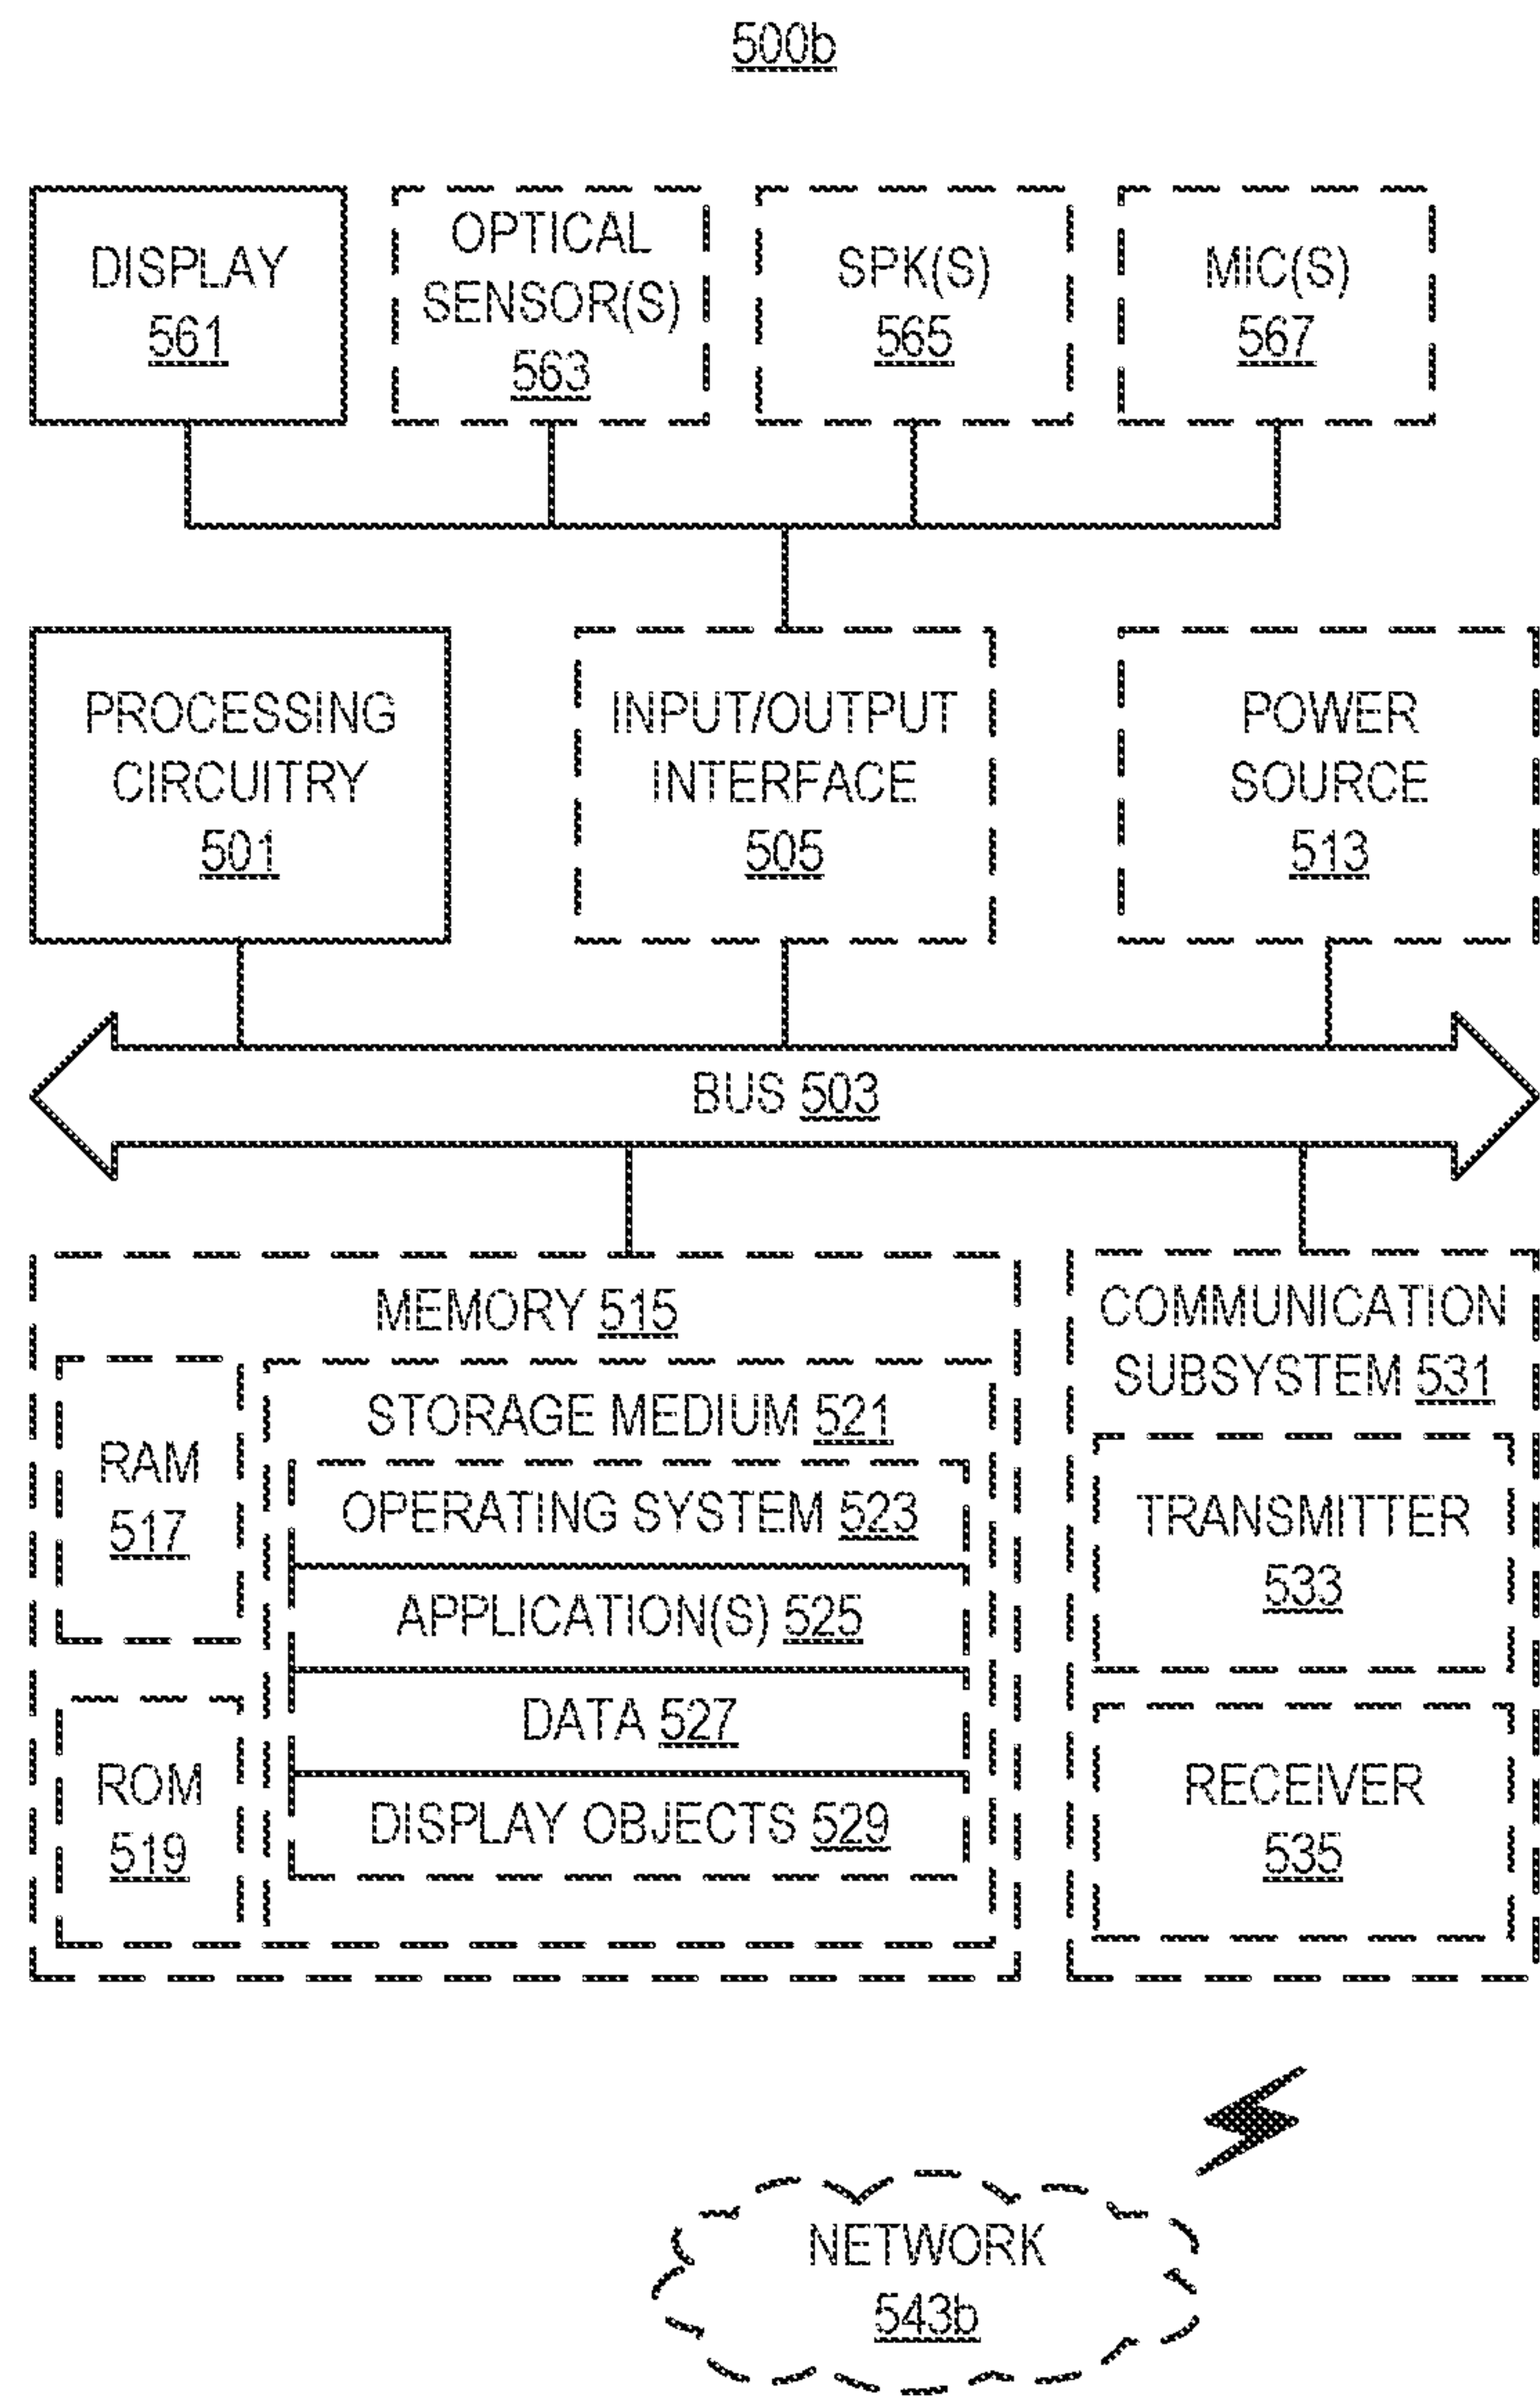 500b
DISPLAY
561
OPTICAL
SENSOR(S)
563
SPK(S)
565
MIC(S)
567
PROCESSING
CIRCUITRY
501
INPUT/OUTPUT
INTERFACE
505
POWER
SOURCE
513
BUS 503
MEMORY 515
RAM
517
ROM
519
STORAGE MEDIUM 521
OPERATING SYSTEM 523
APPLICATION(S) 525
DATA 527
DISPLAY OBJECTS 529
COMMUNICATION
SUBSYSTEM 531
TRANSMITTER
533
RECEIVER
535
NETWORK
543b